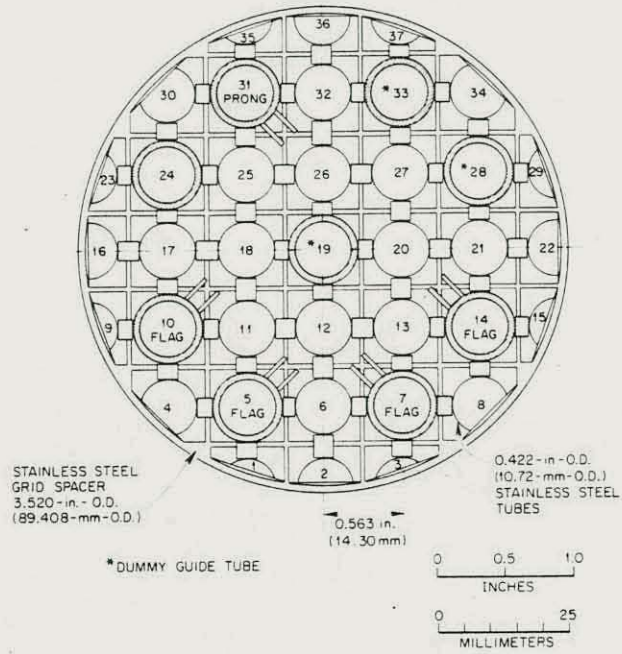 36
35 37
31
PRONG
30 32 *33 34
23 24 25 26 27 *28 29
16 17 18 *19 20 21 22
9 10
FLAG
11 12 13 14
FLAG
15
4 5
FLAG
6 7
FLAG
8
1 2 3
STAINLESS STEEL
GRID SPACER
3.520-in.-O.D.
(89.408-mm-O.D.)
0.422-in-O.D.
(10.72-mm-O.D.)
STAINLESS STEEL
TUBES
0.563 in.
(14.30mm)
*DUMMY GUIDE TUBE
0 0.5 1.0
INCHES
0 25
MILLIMETERS